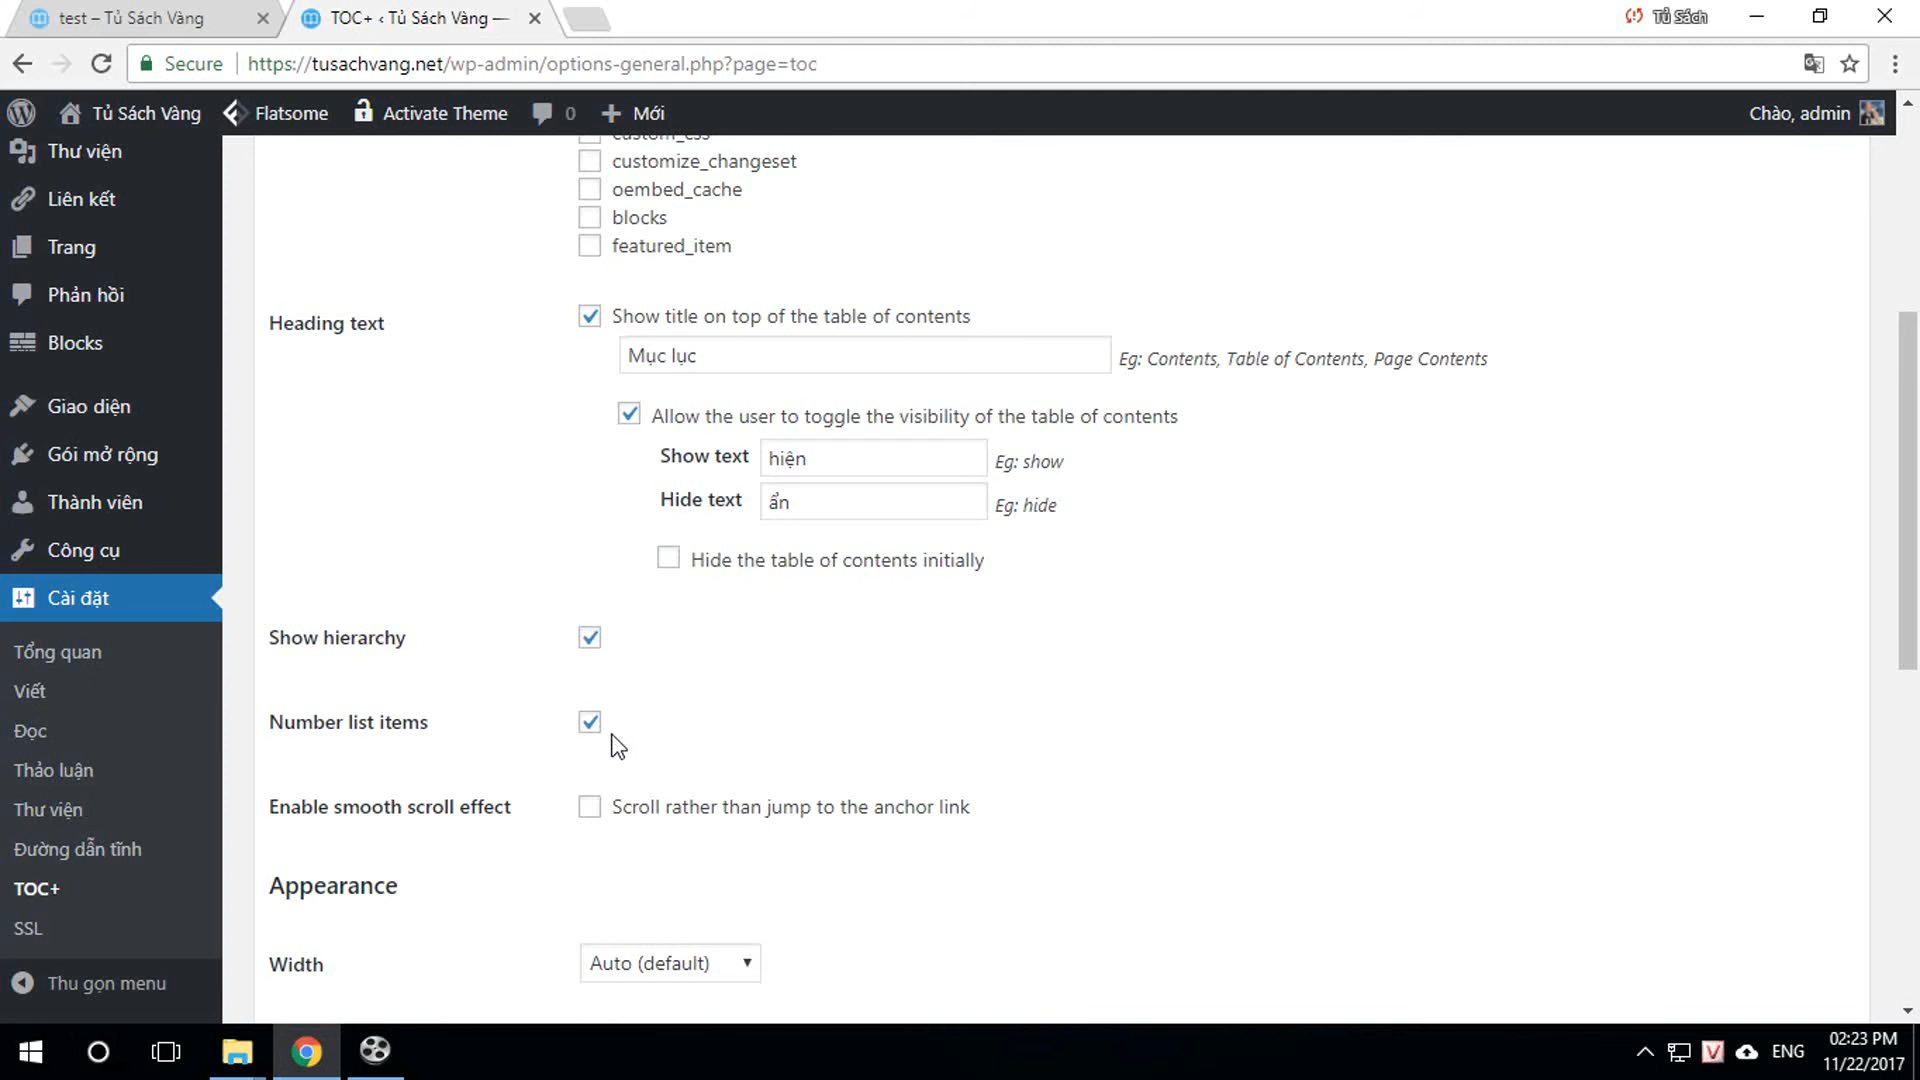 test – Tủ Sách Vàng
TOC+ ‹ Tủ Sách Vàng —
Tủ Sách
Secure
https://tusachvang.net/wp-admin/options-general.php?page=toc
Tủ Sách Vàng
Flatsome
Activate Theme
0
Mới
Chào, admin
Thư viện
Liên kết
Trang
Phản hồi
Blocks
Giao diện
Gói mở rộng
Thành viên
Công cụ
Cài đặt
Tổng quan
Viết
Đọc
Thảo luận
Thư viện
Đường dẫn tĩnh
TOC+
SSL
Thu gọn menu
custom_css
customize_changeset
oembed_cache
blocks
featured_item
Heading text
Show title on top of the table of contents
Mục lục
Eg: Contents, Table of Contents, Page Contents
Allow the user to toggle the visibility of the table of contents
Show text hiện Eg: show
Hide text ẩn Eg: hide
Hide the table of contents initially
Show hierarchy
Number list items
Enable smooth scroll effect Scroll rather than jump to the anchor link
Appearance
Width Auto (default)
ENG
02:23 PM
11/22/2017